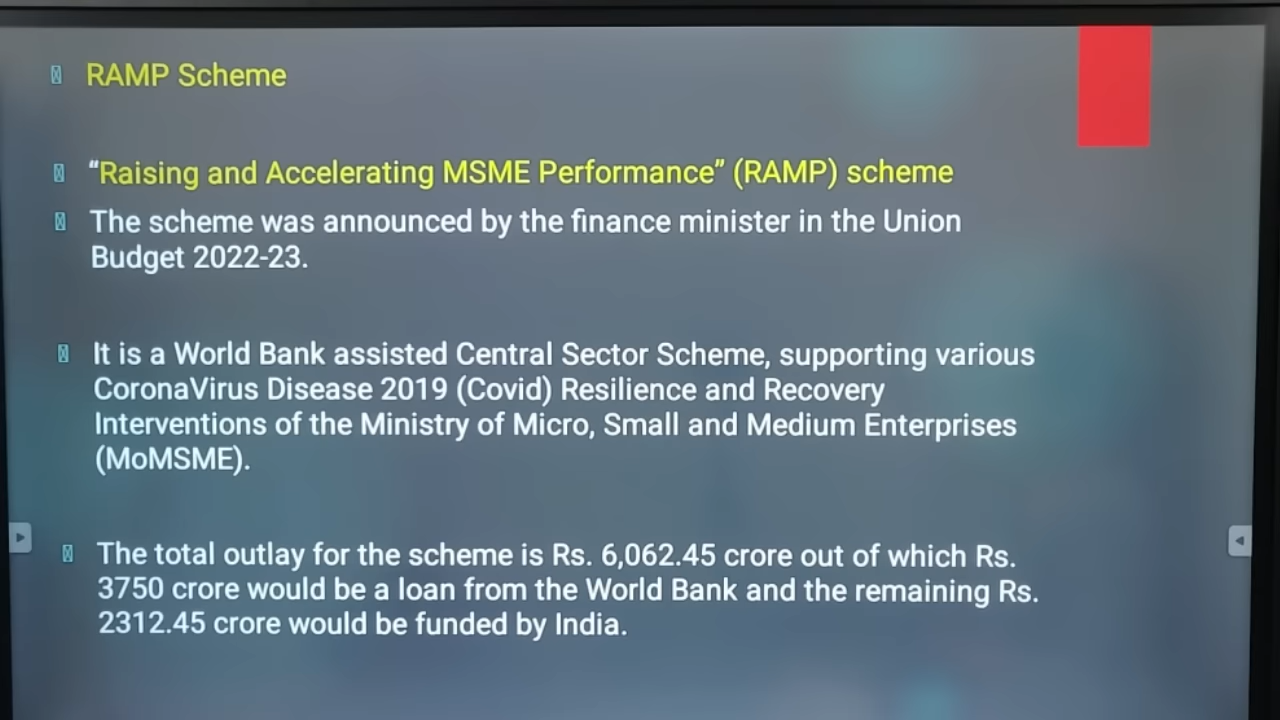 RAMP Scheme
“Raising and Accelerating MSME Performance” (RAMP) scheme
The scheme was announced by the finance minister in the Union
Budget 2022-23.
It is a World Bank assisted Central Sector Scheme, supporting various
CoronaVirus Disease 2019 (Covid) Resilience and Recovery
Interventions of the Ministry of Micro, Small and Medium Enterprises
(MoMSME).
The total outlay for the scheme is Rs. 6,062.45 crore out of which Rs.
3750 crore would be a loan from the World Bank and the remaining Rs.
2312.45 crore would be funded by India.